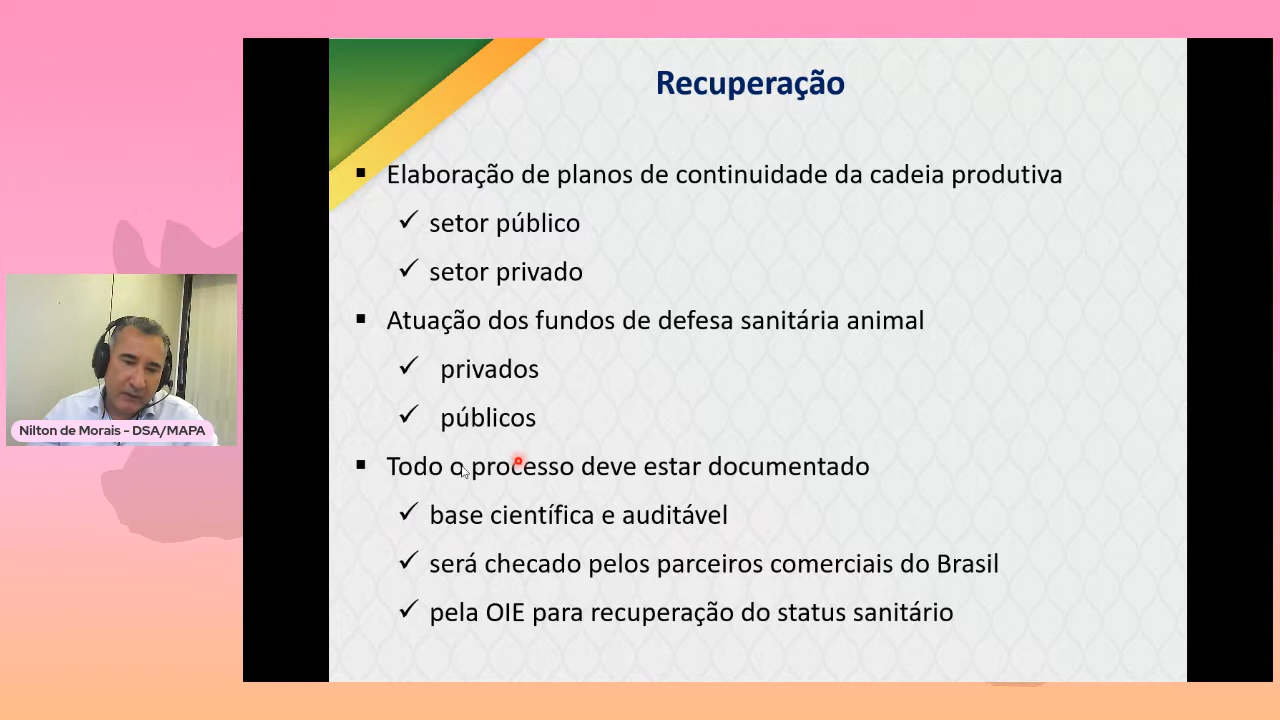 Recuperação
▪ Elaboração de planos de continuidade da cadeia produtiva
✓ setor público
✓ setor privado
▪ Atuação dos fundos de defesa sanitária animal
✓ privados
✓ públicos
▪ Todo o processo deve estar documentado
✓ base científica e auditável
✓ será checado pelos parceiros comerciais do Brasil
✓ pela OIE para recuperação do status sanitário
Nilton de Morais - DSA/MAPA